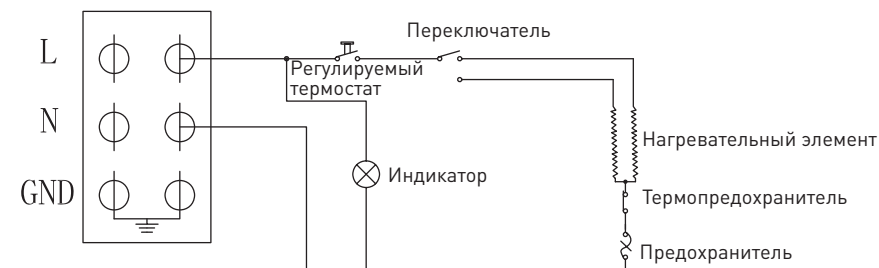 Переключатель
L
Регулируемый
термостат
N
Нагревательный элемент
Индикатор
GND
Термопредохранитель
Предохранитель